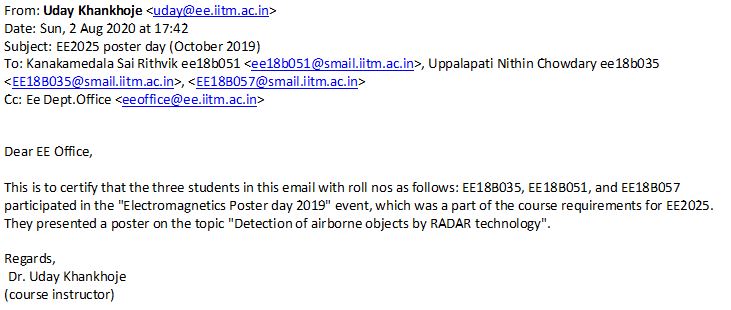 From: Uday Khankhoje <uday@ee.iitm.ac.in>
Date: Sun, 2 Aug 2020 at 17:42
Subject: EE2025 poster day (October 2019)
To: Kanakamedala Sai Rithvik ee18b051 <ee18b051@smail.iitm.ac.in>, Uppalapati Nithin Chowdary ee18b035
<EE18B035@smail.iitm.ac.in>, <EE18B057@smail.iitm.ac.in>
Cc: Ee Dept.Office <eeoffice@ee.iitm.ac.in>
Dear EE Office,
This is to certify that the three students in this email with roll nos as follows: EE18B035, EE18B051, and EE18B057
participated in the "Electromagnetics Poster day 2019" event, which was a part of the course requirements for EE2025.
They presented a poster on the topic "Detection of airborne objects by RADAR technology".
Regards,
Dr. Uday Khankhoje
(course instructor)